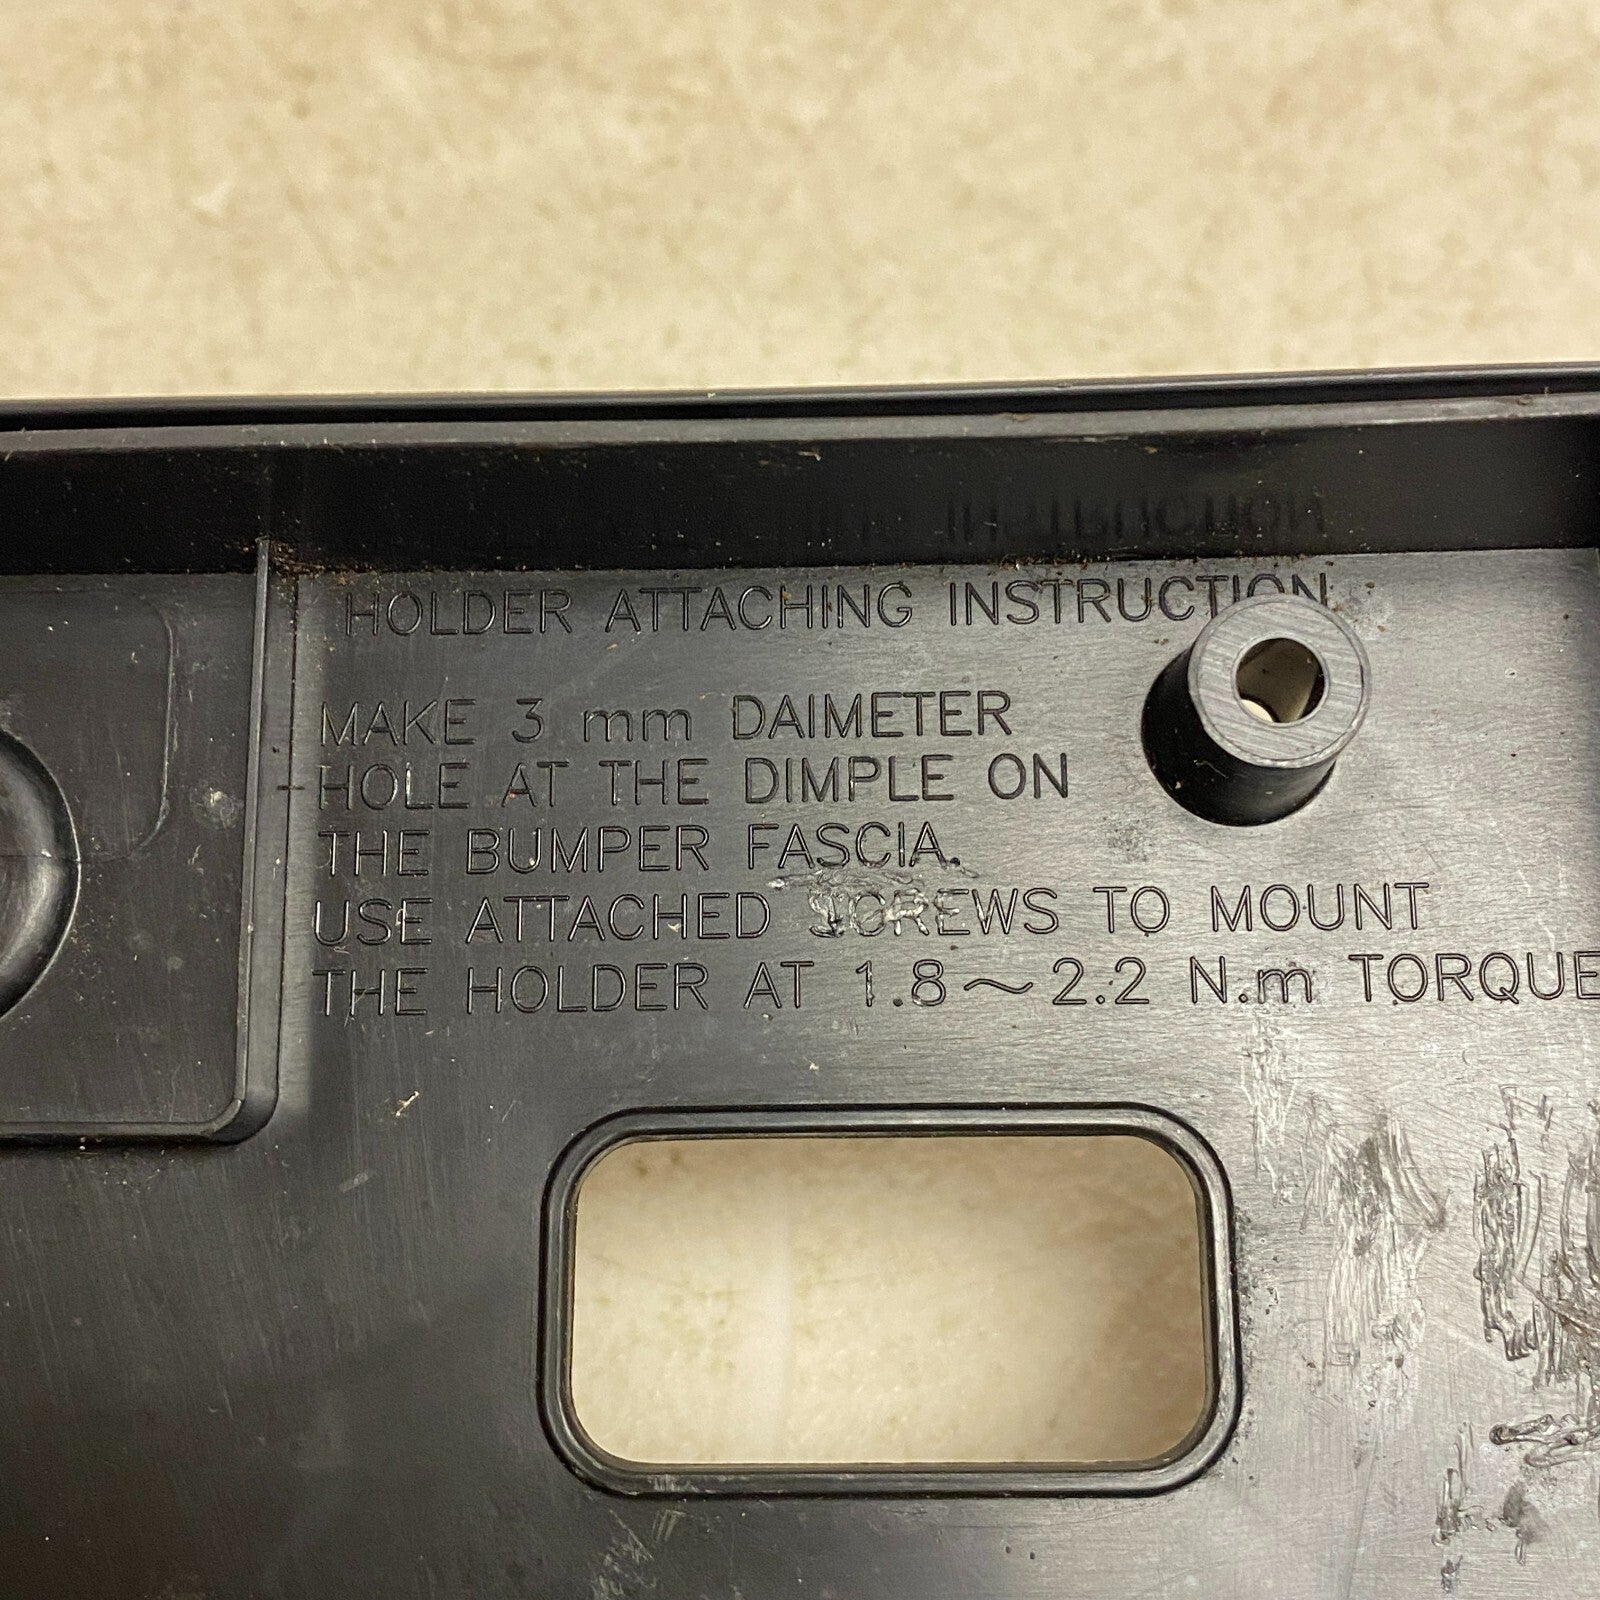 HOLDER ATTACHING INSTRUCTION
MAKE 3 mm DAIMETER
HOLE AT THE DIMPLE ON
THE BUMPER FASCIA.
USE ATTACHED SCREWS TO MOUNT
THE HOLDER AT 1.8～2.2 N.m TORQUE